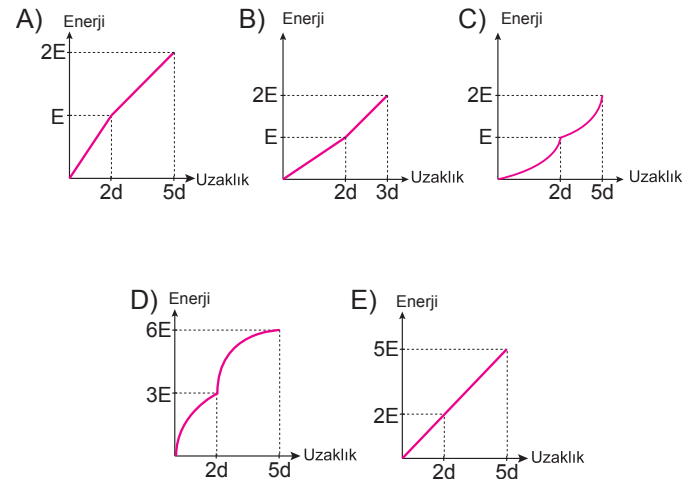 A) Enerji
2E
E
2d 5d Uzaklık
B) Enerji
2E
E
2d 3d Uzaklık
C) Enerji
2E
E
2d 5d Uzaklık
D) Enerji
6E
3E
2d 5d Uzaklık
E) Enerji
5E
2E
2d 5d Uzaklık